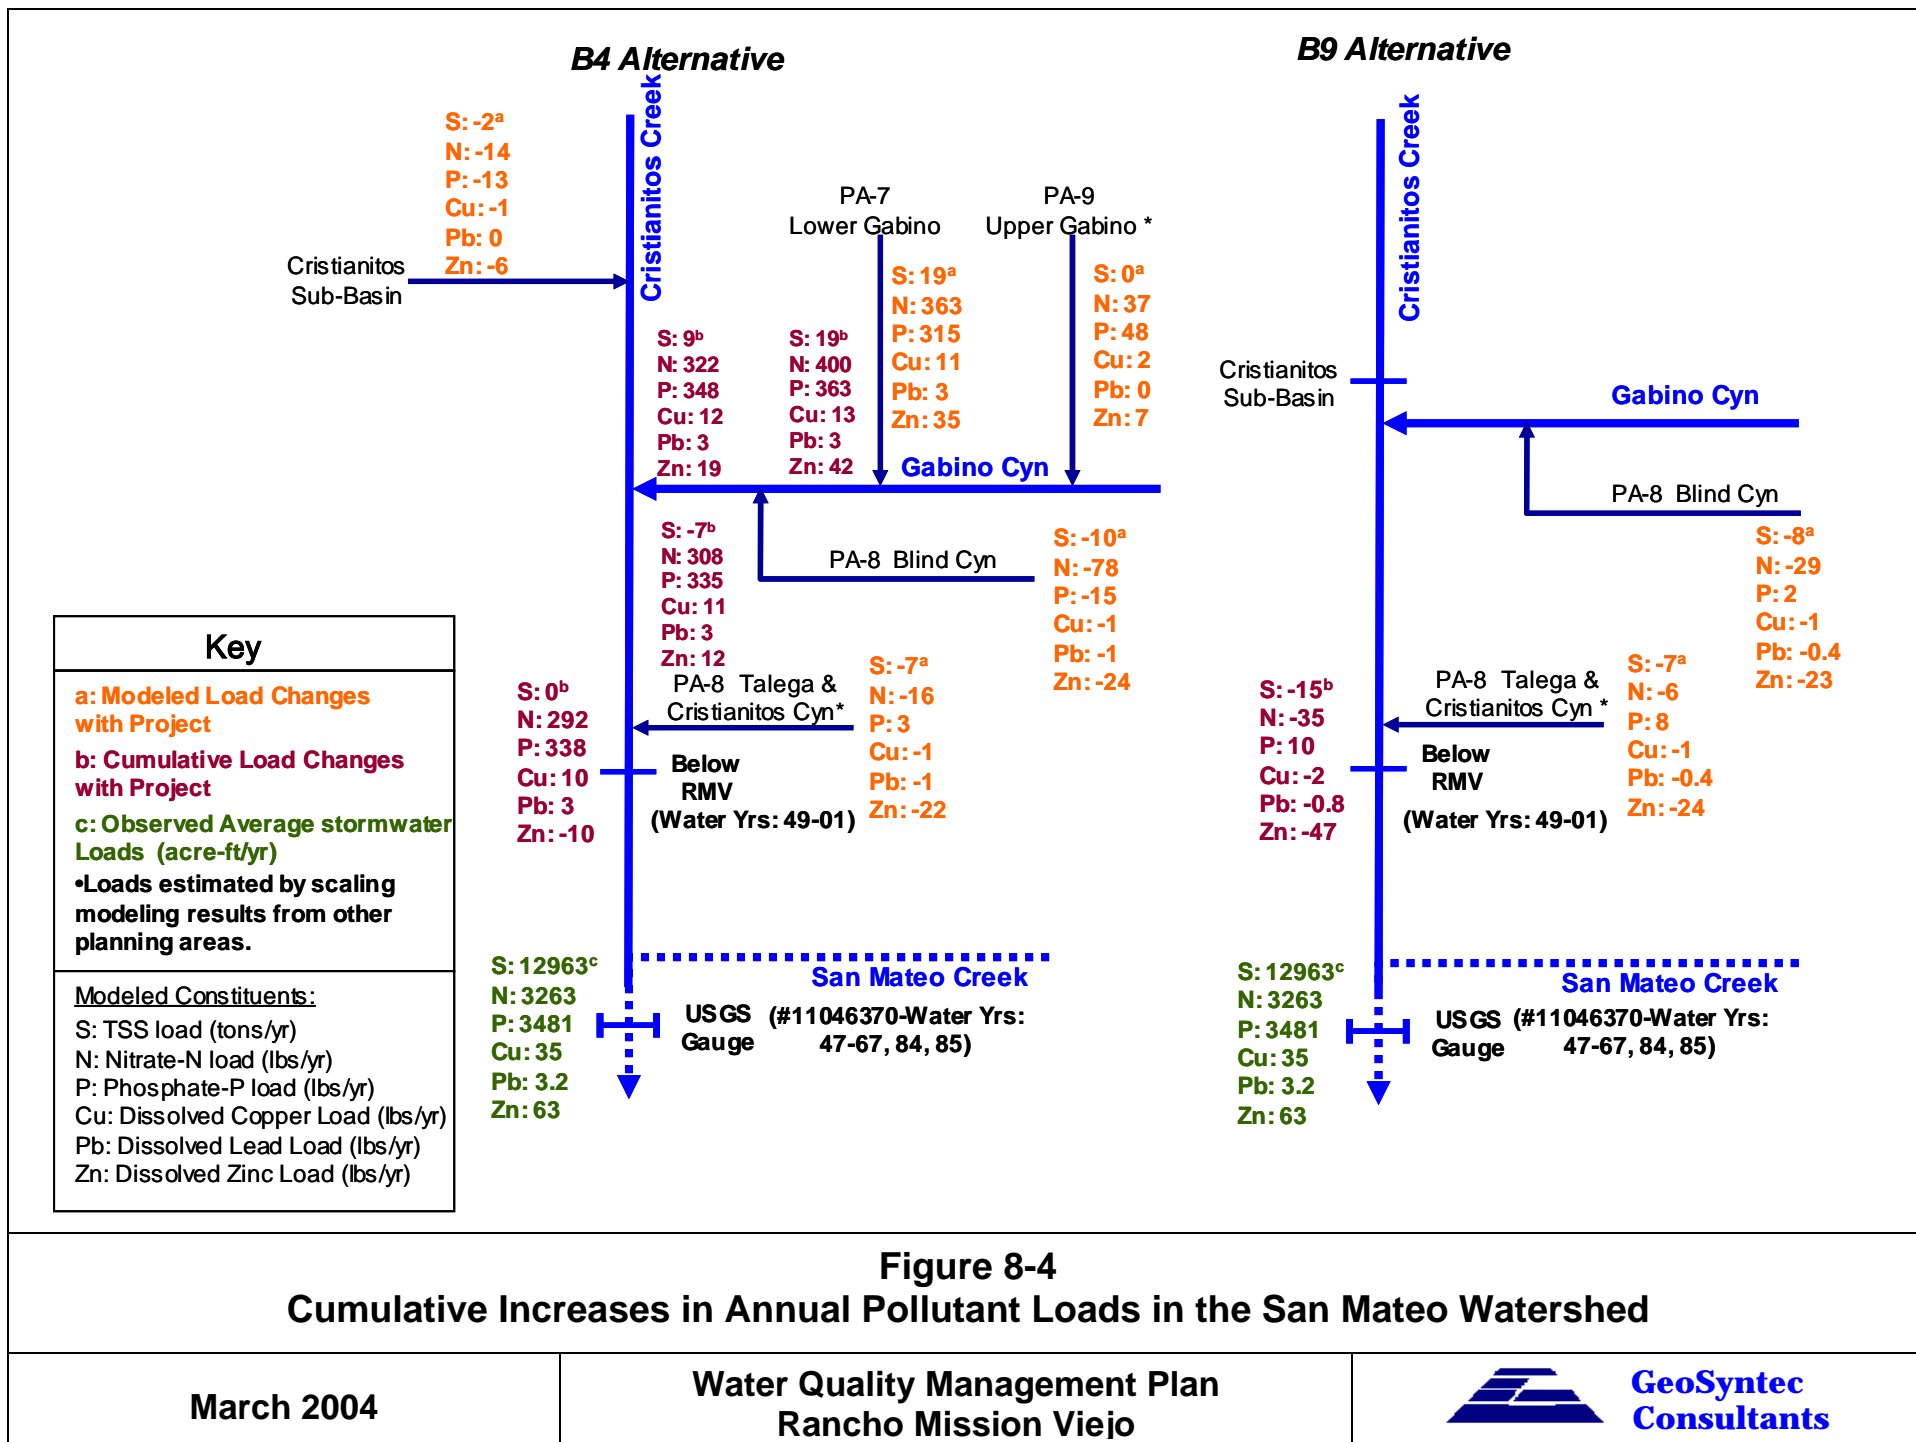 B4 Alternative
B9 Alternative
Cristianitos Creek
S: -2ª
N: -14
P: -13
Cu: -1
Pb: 0
Zn: -6
Cristianitos
Sub-Basin
PA-7
Lower Gabino
PA-9
Upper Gabino *
S: 19ª
N: 363
P: 315
Cu: 11
Pb: 3
Zn: 35
S: 0ª
N: 37
P: 48
Cu: 2
Pb: 0
Zn: 7
S: 9ᵇ
N: 322
P: 348
Cu: 12
Pb: 3
Zn: 19
S: 19ᵇ
N: 400
P: 363
Cu: 13
Pb: 3
Zn: 42
Gabino Cyn
S: -7ᵇ
N: 308
P: 335
Cu: 11
Pb: 3
Zn: 12
PA-8 Blind Cyn
S: -10ª
N: -78
P: -15
Cu: -1
Pb: -1
Zn: -24
PA-8 Talega &
Cristianitos Cyn*
S: -7ª
N: -16
P: 3
Cu: -1
Pb: -1
Zn: -22
S: 0ᵇ
N: 292
P: 338
Cu: 10
Pb: 3
Zn: -10
Below
RMV
(Water Yrs: 49-01)
San Mateo Creek
S: 12963ᶜ
N: 3263
P: 3481
Cu: 35
Pb: 3.2
Zn: 63
USGS
Gauge
(#11046370-Water Yrs:
47-67, 84, 85)
Cristianitos Creek
Cristianitos
Sub-Basin
Gabino Cyn
PA-8 Blind Cyn
S: -8ª
N: -29
P: 2
Cu: -1
Pb: -0.4
Zn: -23
PA-8 Talega &
Cristianitos Cyn *
S: -7ª
N: -6
P: 8
Cu: -1
Pb: -0.4
Zn: -24
S: -15ᵇ
N: -35
P: 10
Cu: -2
Pb: -0.8
Zn: -47
Below
RMV
(Water Yrs: 49-01)
San Mateo Creek
S: 12963ᶜ
N: 3263
P: 3481
Cu: 35
Pb: 3.2
Zn: 63
USGS
Gauge
(#11046370-Water Yrs:
47-67, 84, 85)
Key
a: Modeled Load Changes
with Project
b: Cumulative Load Changes
with Project
c: Observed Average stormwater
Loads (acre-ft/yr)
•Loads estimated by scaling
modeling results from other
planning areas.
Modeled Constituents:
S: TSS load (tons/yr)
N: Nitrate-N load (lbs/yr)
P: Phosphate-P load (lbs/yr)
Cu: Dissolved Copper Load (lbs/yr)
Pb: Dissolved Lead Load (lbs/yr)
Zn: Dissolved Zinc Load (lbs/yr)
Figure 8-4
Cumulative Increases in Annual Pollutant Loads in the San Mateo Watershed
March 2004
Water Quality Management Plan
Rancho Mission Viejo
GeoSyntec
Consultants